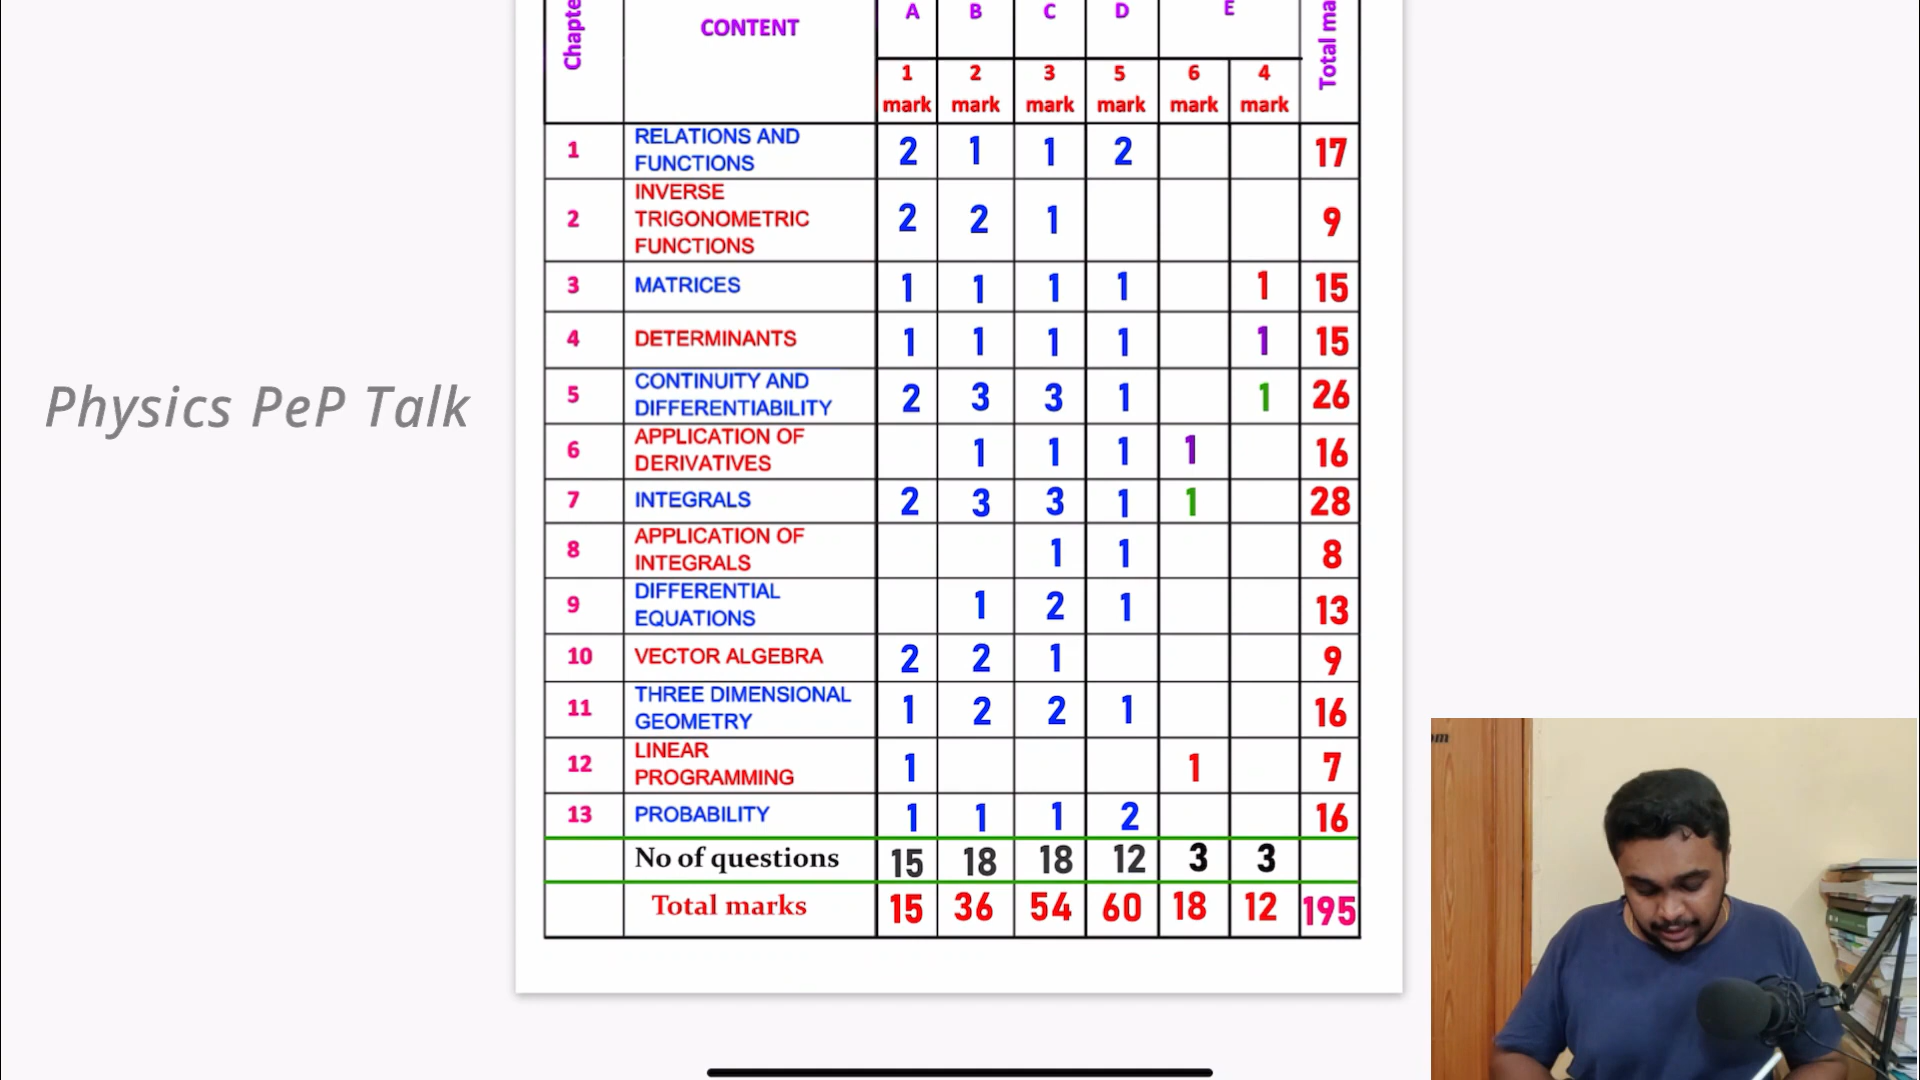 Chapte
CONTENT
A B C D E
Total ma
1 2 3 5 6 4
mark mark mark mark mark mark
1 RELATIONS AND FUNCTIONS 2 1 1 2 17
2 INVERSE TRIGONOMETRIC FUNCTIONS 2 2 1 9
3 MATRICES 1 1 1 1 1 15
4 DETERMINANTS 1 1 1 1 1 15
Physics PeP Talk
5 CONTINUITY AND DIFFERENTIABILITY 2 3 3 1 1 26
6 APPLICATION OF DERIVATIVES 1 1 1 1 16
7 INTEGRALS 2 3 3 1 1 28
8 APPLICATION OF INTEGRALS 1 1 8
9 DIFFERENTIAL EQUATIONS 1 2 1 13
10 VECTOR ALGEBRA 2 2 1 9
11 THREE DIMENSIONAL GEOMETRY 1 2 2 1 16
12 LINEAR PROGRAMMING 1 1 7
13 PROBABILITY 1 1 1 2 16
No of questions 15 18 18 12 3 3
Total marks 15 36 54 60 18 12 195
om